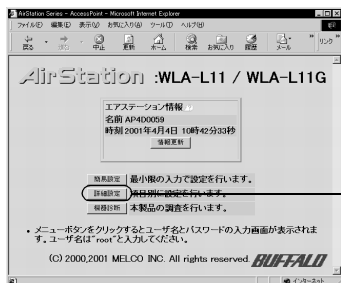 AirStation Series - AccessPoint - Microsoft Internet Explorer
ファイル(F) 編集(E) 表示(V) お気に入り(A) ツール(T) ヘルプ(H)
戻る 進む 中止 更新 ホーム 検索 お気に入り 履歴 メール リンク
AirStation :WLA-L11 / WLA-L11G
エアステーション情報
名前 AP4D0059
時刻 2001年4月4日 10時42分33秒
情報更新
簡易設定 最小限の入力で設定を行います。
詳細設定 項目別に設定を行います。
機器診断 本製品の調査を行います。
• メニューボタンをクリックするとユーザ名とパスワードの入力画面が表示されま
す。ユーザ名は"root"と入力してください。
(C) 2000,2001 MELCO INC. All rights reserved. BUFFALO
インターネット